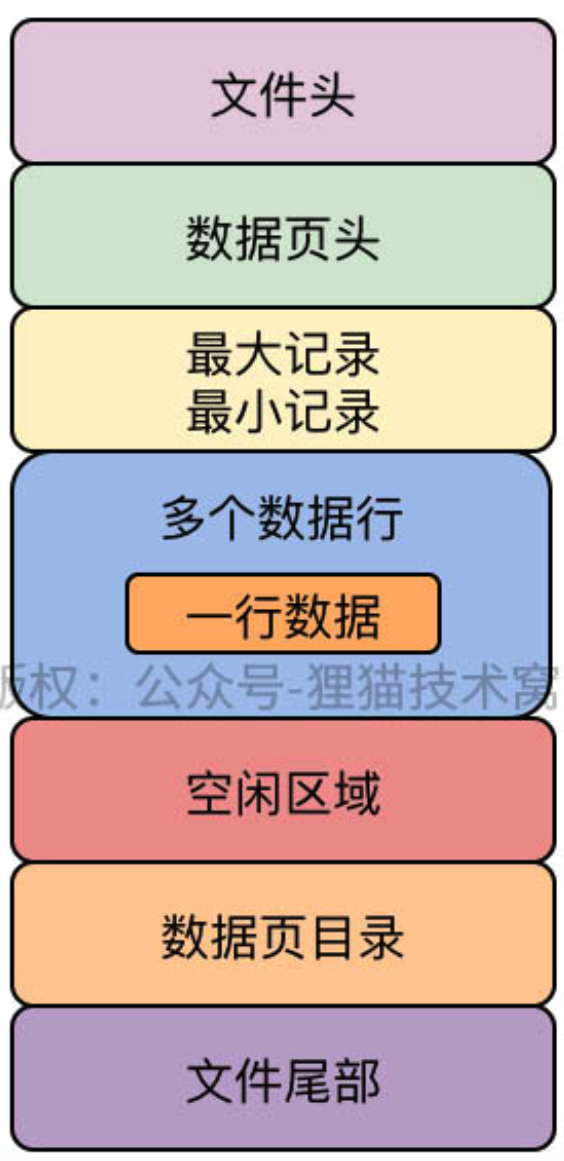 文件头
数据页头
最大记录
最小记录
多个数据行
一行数据
版权：公众号-狸猫技术窝
空闲区域
数据页目录
文件尾部